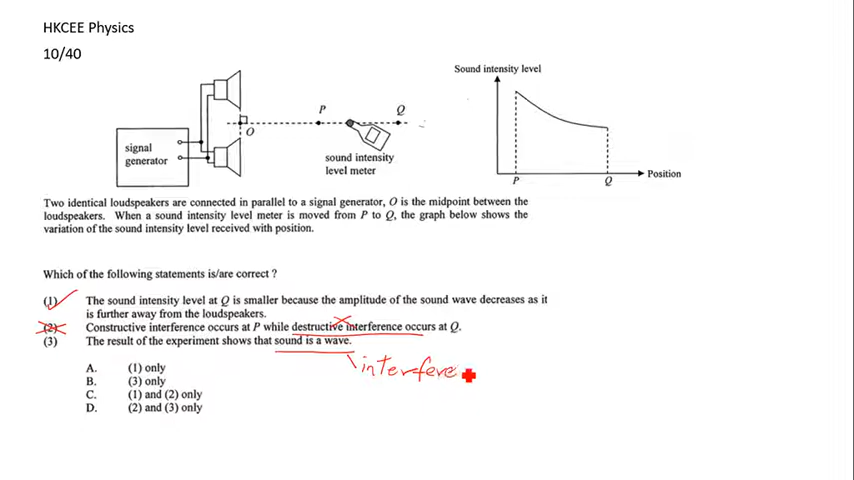 HKCEE Physics
10/40
Sound intensity level
P
Q
O
signal
generator
sound intensity
level meter
P
Q
Position
Two identical loudspeakers are connected in parallel to a signal generator, O is the midpoint between the
loudspeakers. When a sound intensity level meter is moved from P to Q, the graph below shows the
variation of the sound intensity level received with position.
Which of the following statements is/are correct ?
(1) The sound intensity level at Q is smaller because the amplitude of the sound wave decreases as it
is further away from the loudspeakers.
(2) Constructive interference occurs at P while destructive interference occurs at Q.
(3) The result of the experiment shows that sound is a wave.
interfere
A. (1) only
B. (3) only
C. (1) and (2) only
D. (2) and (3) only